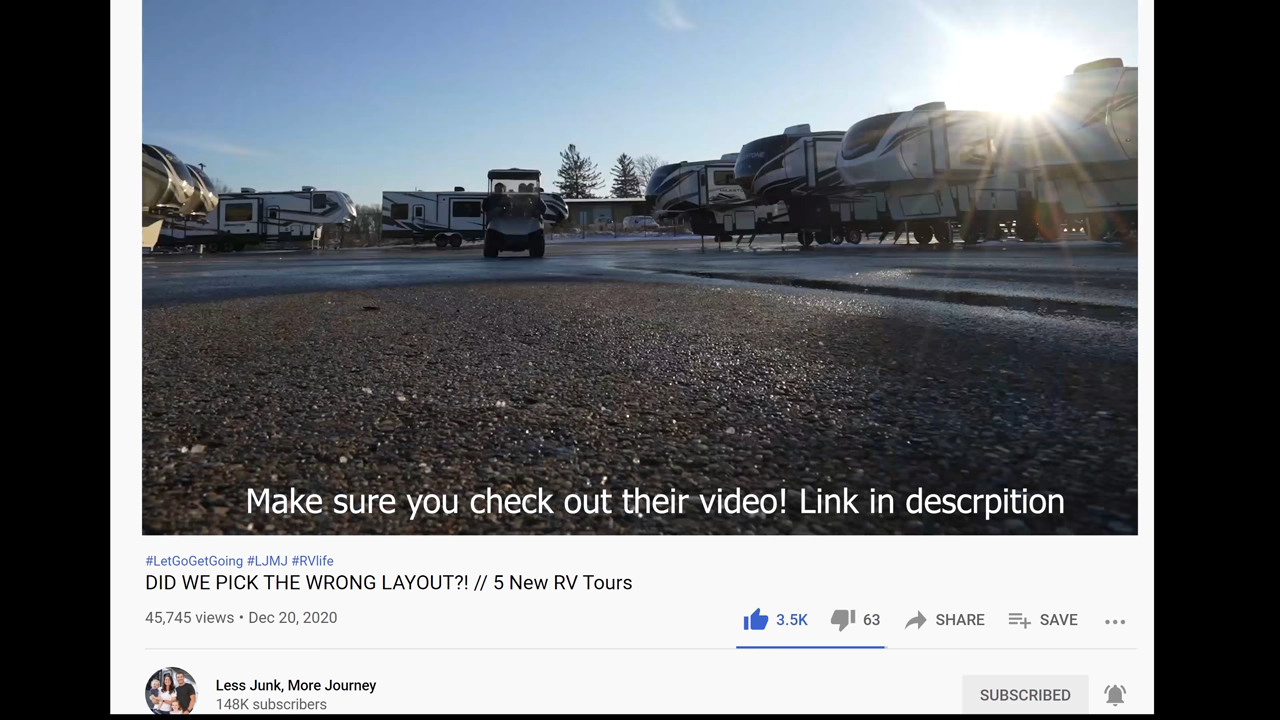 Make sure you check out their video! Link in descrpition
#LetGoGetGoing #LJMJ #RVlife
DID WE PICK THE WRONG LAYOUT?! // 5 New RV Tours
45,745 views • Dec 20, 2020
3.5K
63
SHARE
SAVE
Less Junk, More Journey
148K subscribers
SUBSCRIBED